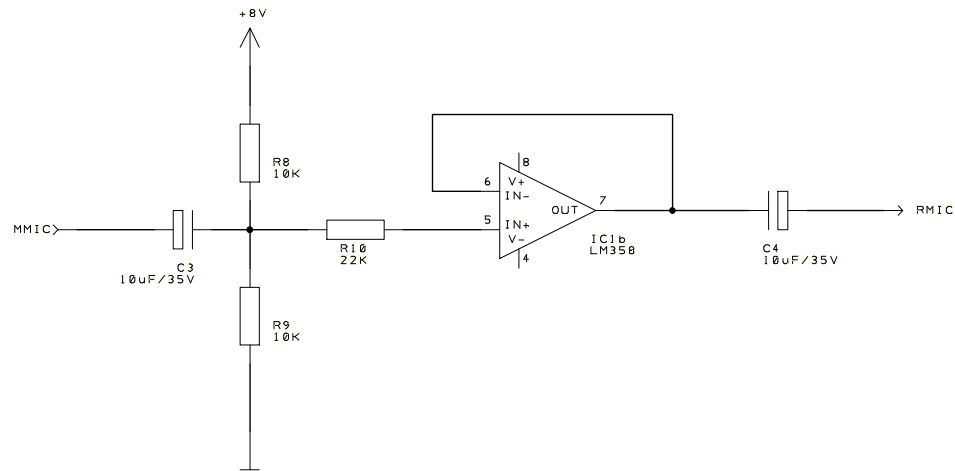 +8V
R8
10K
MMIC
C3
10uF/35V
R10
22K
R9
10K
8
6
V+
IN-
5
IN+
V-
4
OUT
7
IC1b
LM358
C4
10uF/35V
RMIC